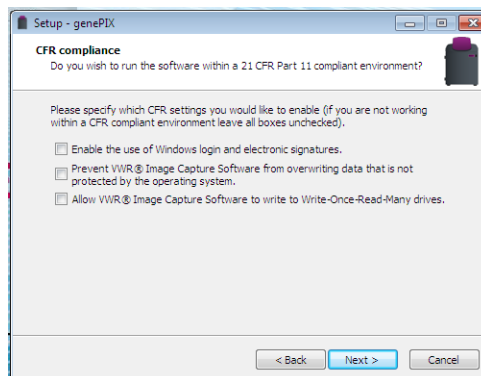 Setup - genePIX
CFR compliance
Do you wish to run the software within a 21 CFR Part 11 compliant environment?
Please specify which CFR settings you would like to enable (if you are not working
within a CFR compliant environment leave all boxes unchecked).
Enable the use of Windows login and electronic signatures.
Prevent VWR® Image Capture Software from overwriting data that is not
protected by the operating system.
Allow VWR® Image Capture Software to write to Write-Once-Read-Many drives.
< Back Next > Cancel